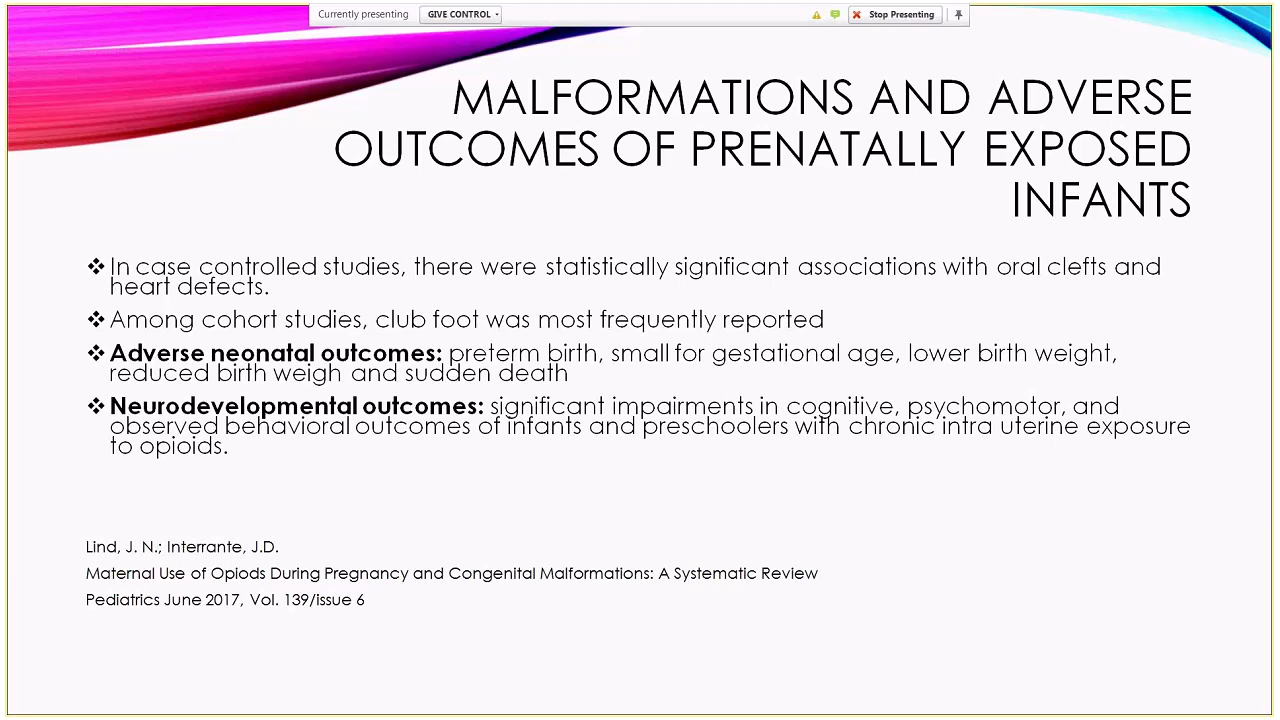 Currently presenting GIVE CONTROL Stop Presenting
MALFORMATIONS AND ADVERSE
OUTCOMES OF PRENATALLY EXPOSED
INFANTS
❖In case controlled studies, there were statistically significant associations with oral clefts and
heart defects.
❖Among cohort studies, club foot was most frequently reported
❖Adverse neonatal outcomes: preterm birth, small for gestational age, lower birth weight,
reduced birth weigh and sudden death
❖Neurodevelopmental outcomes: significant impairments in cognitive, psychomotor, and
observed behavioral outcomes of infants and preschoolers with chronic intra uterine exposure
to opioids.
Lind, J. N.; Interrante, J.D.
Maternal Use of Opiods During Pregnancy and Congenital Malformations: A Systematic Review
Pediatrics June 2017, Vol. 139/issue 6